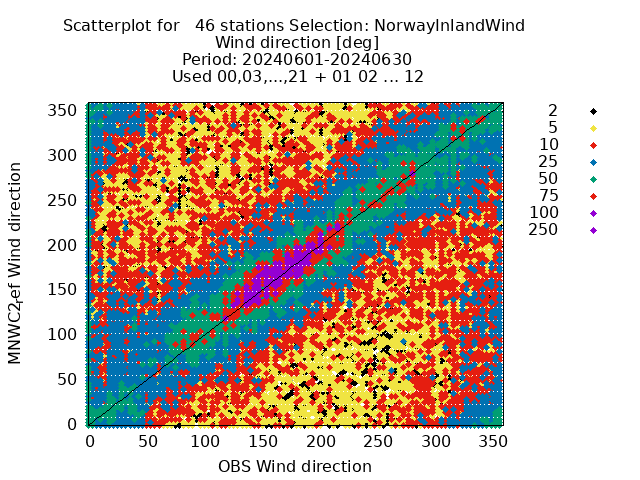 Scatterplot for 46 stations Selection: NorwayInlandWind
Wind direction [deg]
Period: 20240601-20240630
Used 00,03,...,21 + 01 02 ... 12
350
300
250
200
150
100
50
0
MNWC2ref Wind direction
0 50 100 150 200 250 300 350
OBS Wind direction
2
5
10
25
50
75
100
250